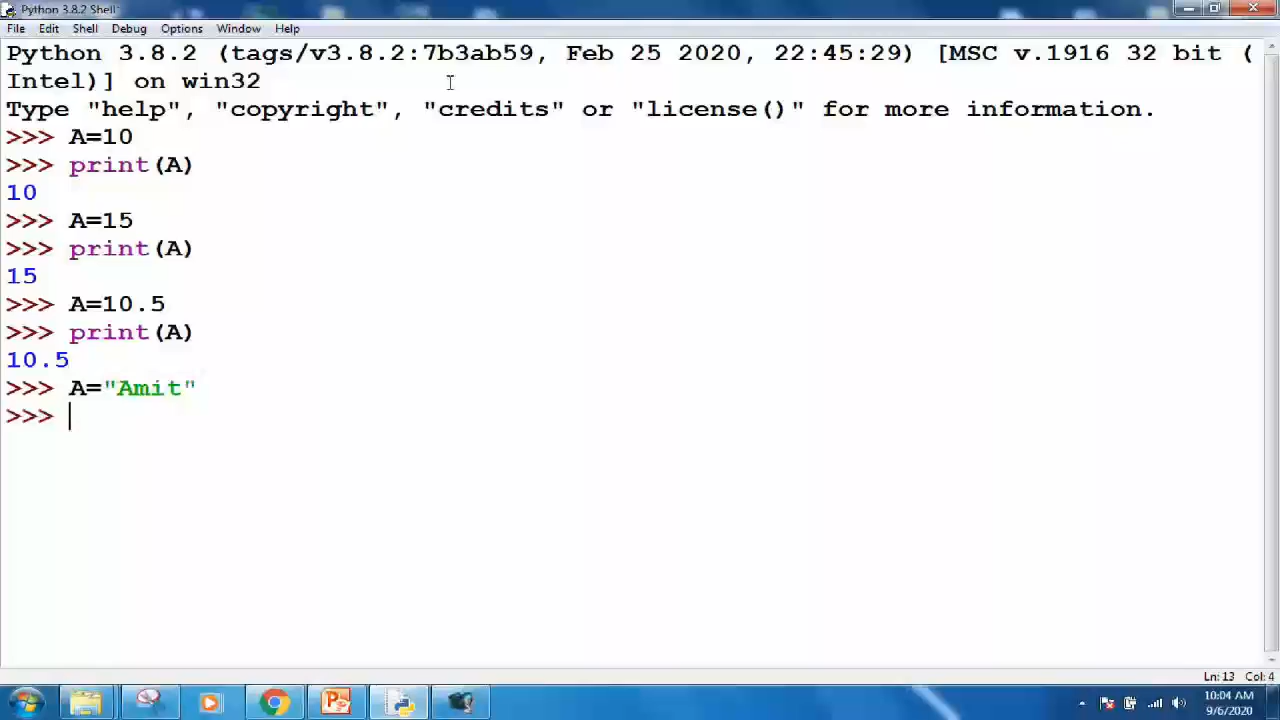 Python 3.8.2 Shell
File Edit Shell Debug Options Window Help
Python 3.8.2 (tags/v3.8.2:7b3ab59, Feb 25 2020, 22:45:29) [MSC v.1916 32 bit (
Intel)] on win32
Type "help", "copyright", "credits" or "license()" for more information.
>>> A=10
>>> print(A)
10
>>> A=15
>>> print(A)
15
>>> A=10.5
>>> print(A)
10.5
>>> A="Amit"
>>>
Ln: 13 Col: 4
10:04 AM
9/6/2020